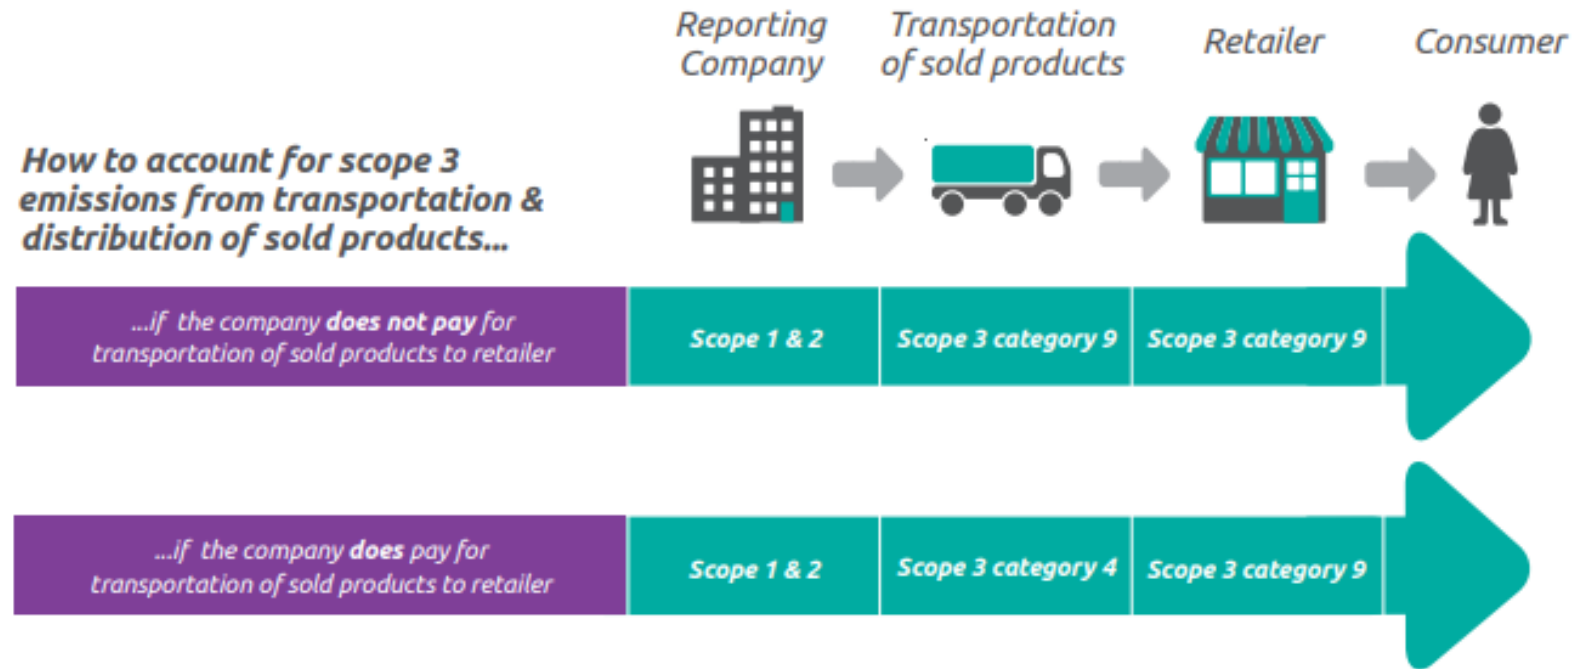 Reporting
Company
Transportation
of sold products
Retailer
Consumer
How to account for scope 3
emissions from transportation &
distribution of sold products...
...if the company does not pay for
transportation of sold products to retailer
Scope 1 & 2
Scope 3 category 9
Scope 3 category 9
...if the company does pay for
transportation of sold products to retailer
Scope 1 & 2
Scope 3 category 4
Scope 3 category 9